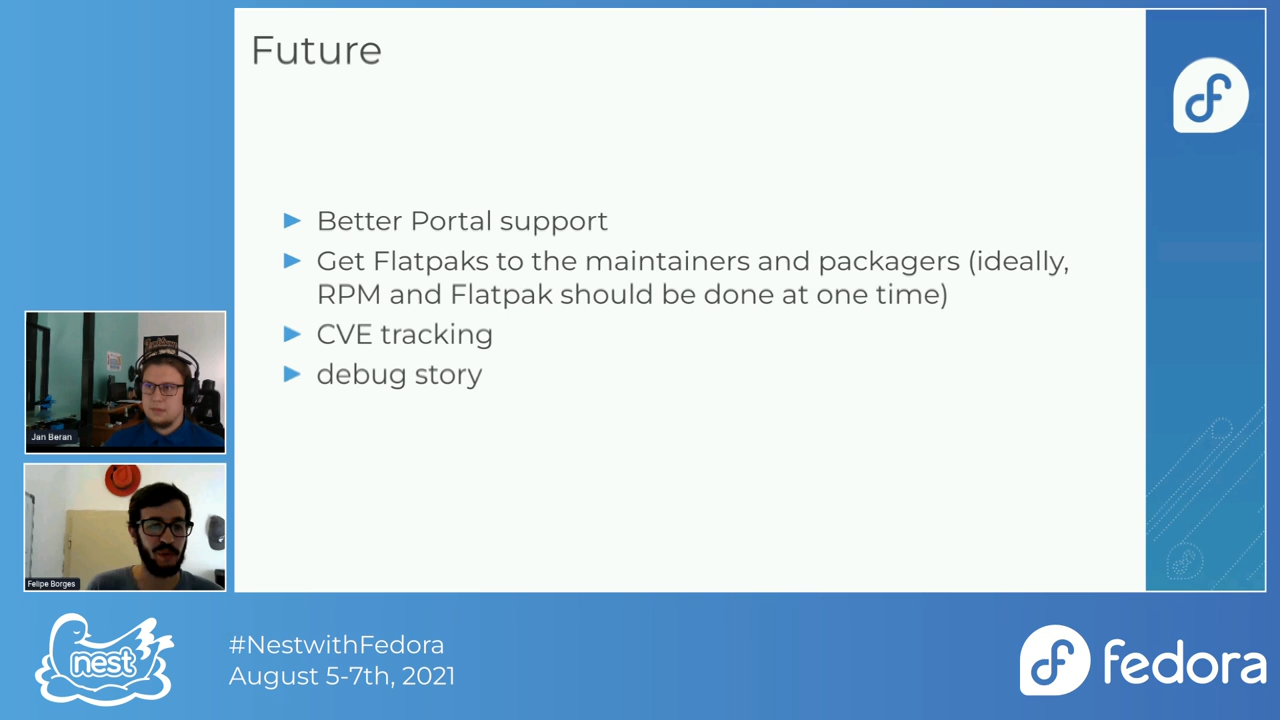 Future
Better Portal support
Get Flatpaks to the maintainers and packagers (ideally,
RPM and Flatpak should be done at one time)
CVE tracking
debug story
Jan Beran
Felipe Borges
nest
#NestwithFedora
August 5-7th, 2021
fedora